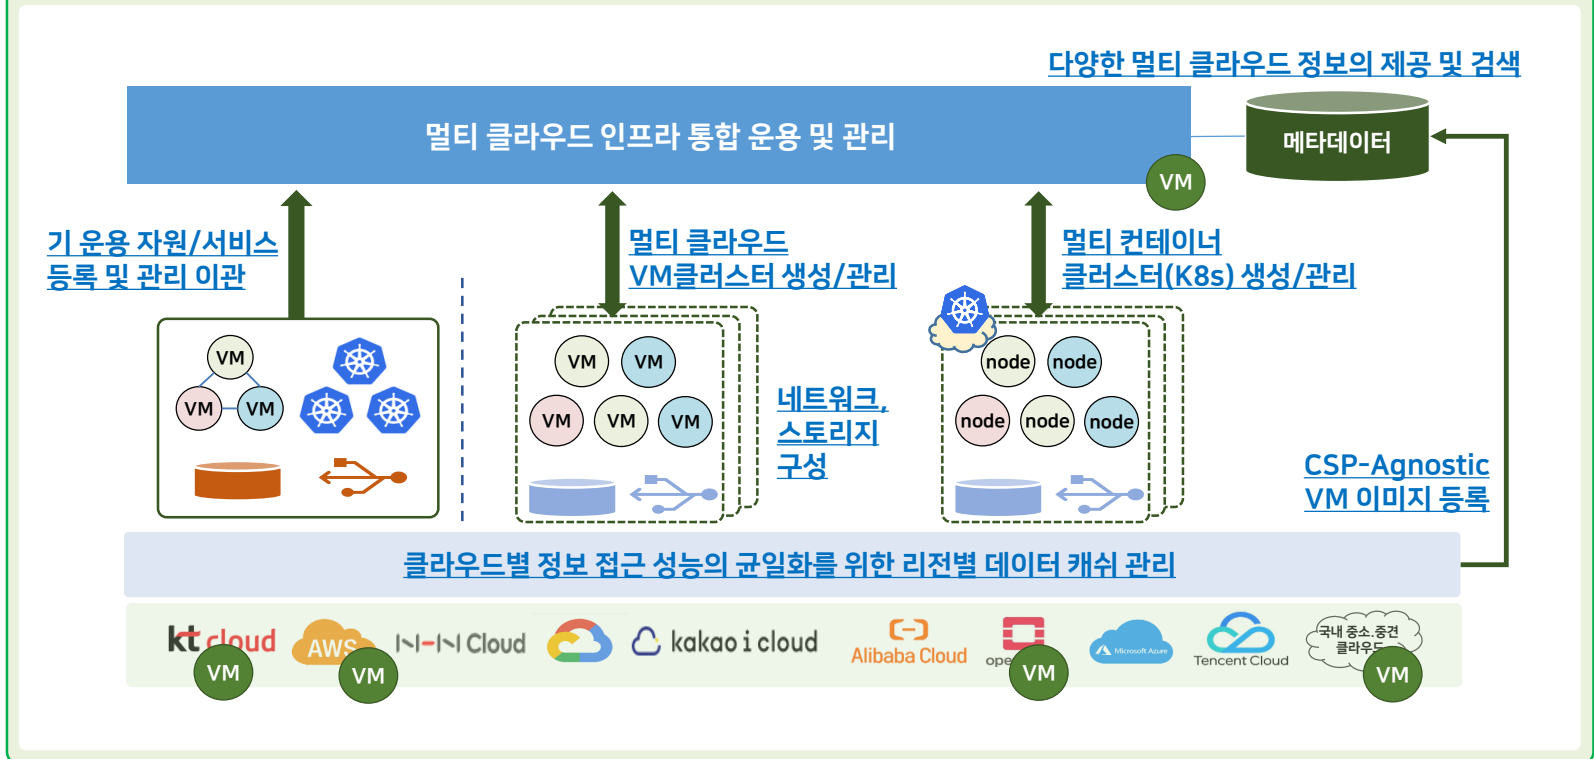 다양한 멀티 클라우드 정보의 제공 및 검색
멀티 클라우드 인프라 통합 운용 및 관리
메타데이터
VM
기 운용 자원/서비스
등록 및 관리 이관
멀티 클라우드
VM클러스터 생성/관리
멀티 컨테이너
클러스터(K8s) 생성/관리
VM
VM
VM
VM
VM
VM
VM
VM
node
node
node
node
node
네트워크,
스토리지
구성
CSP-Agnostic
VM 이미지 등록
클라우드별 정보 접근 성능의 균일화를 위한 리전별 데이터 캐쉬 관리
kt cloud
VM
AWS
VM
NHN Cloud
kakao i cloud
Alibaba Cloud
ope
VM
Microsoft Azure
Tencent Cloud
국내 중소.중견
클라우드
VM